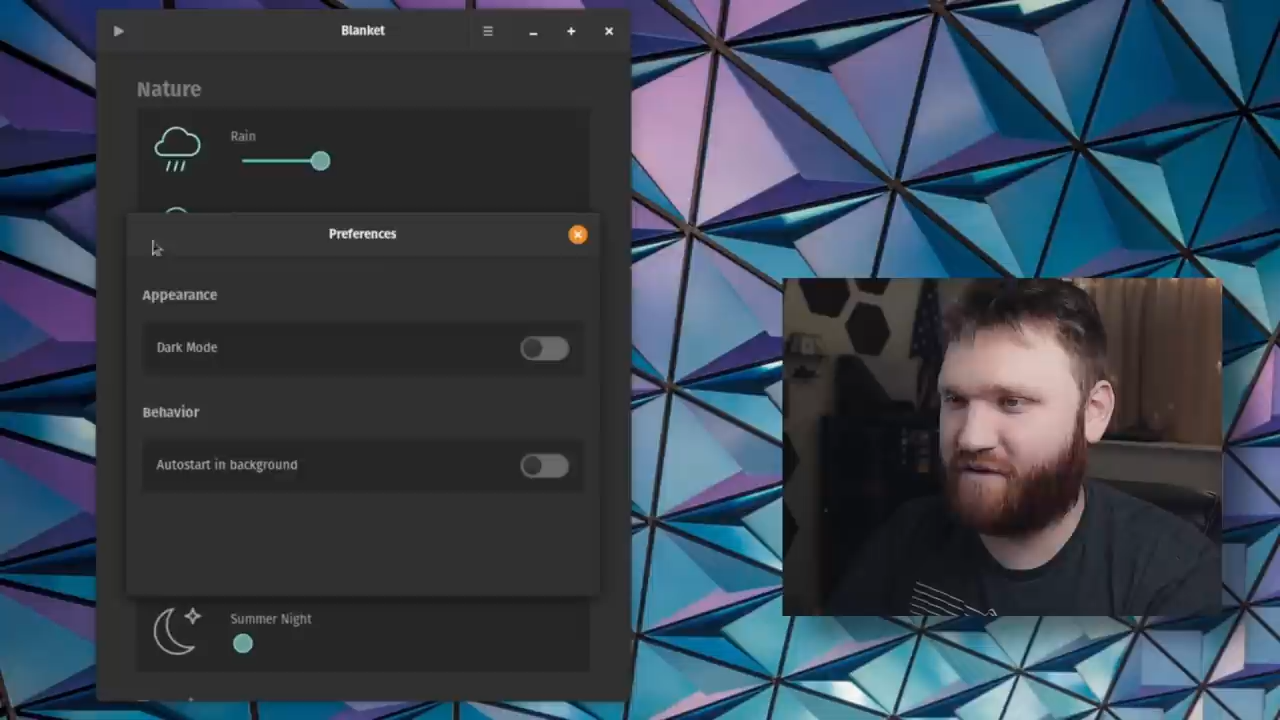 Blanket
Nature
Rain
Preferences
Appearance
Dark Mode
Behavior
Autostart in background
Summer Night